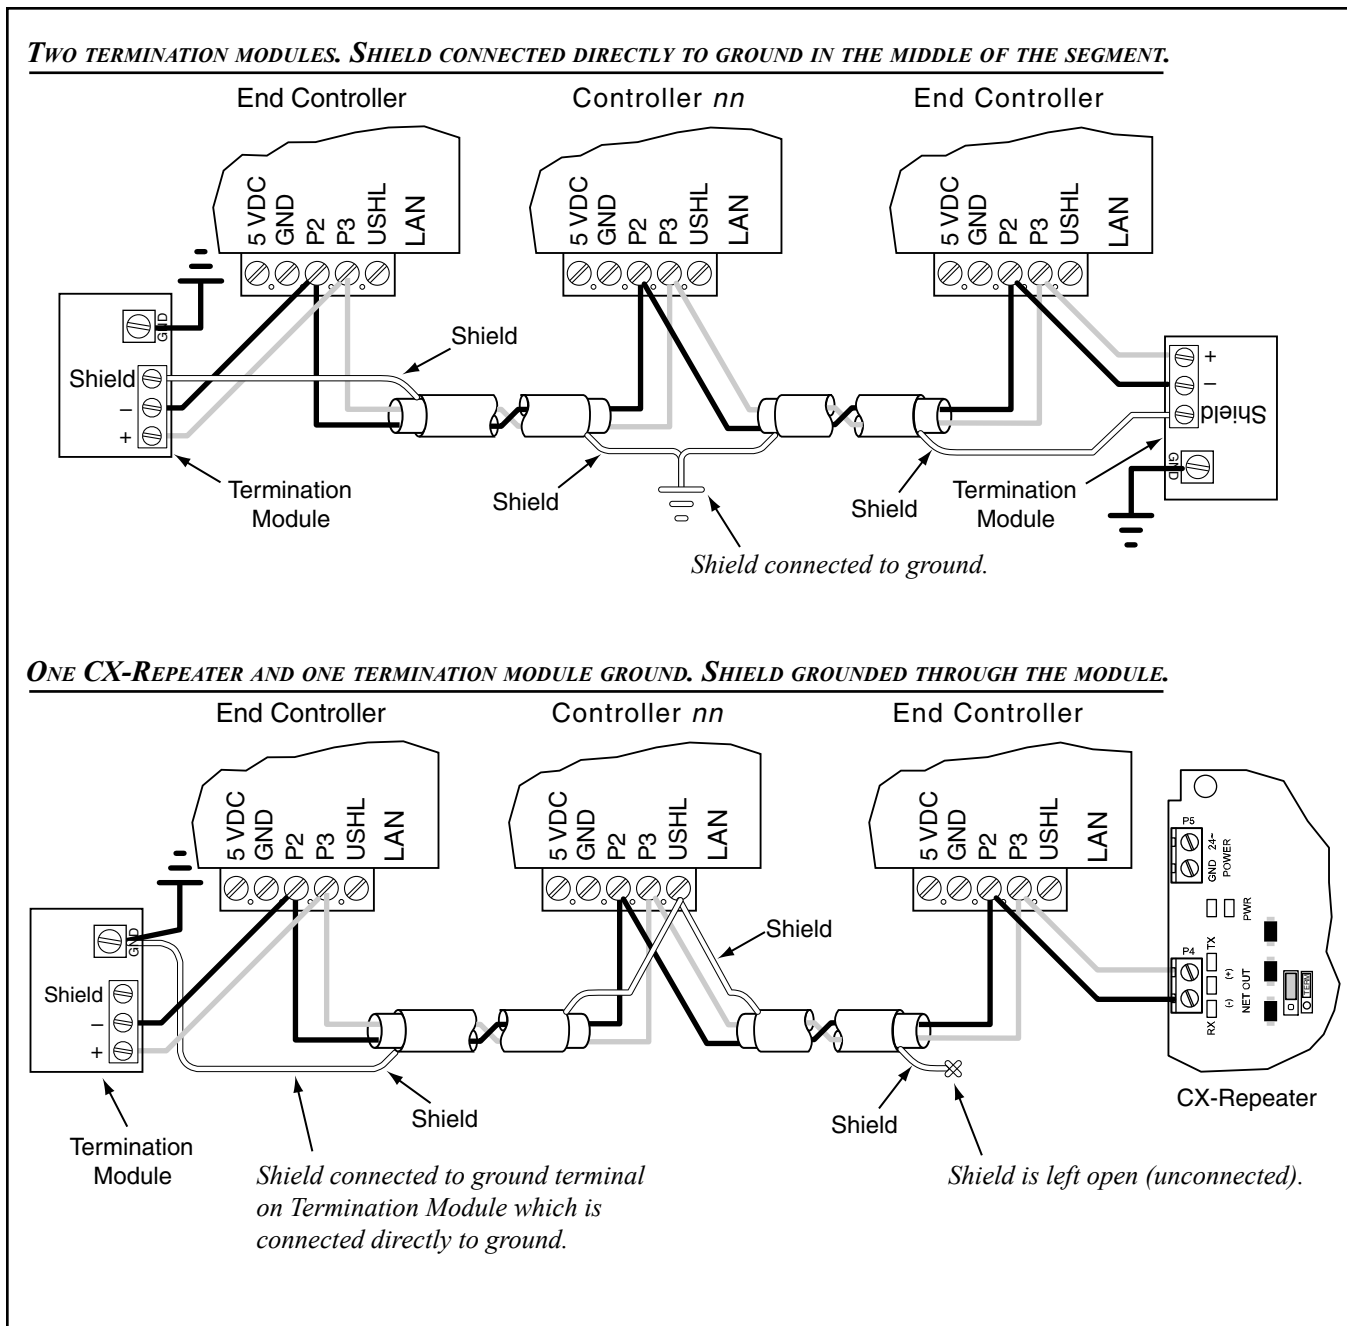 TWO TERMINATION MODULES. SHIELD CONNECTED DIRECTLY TO GROUND IN THE MIDDLE OF THE SEGMENT.
End Controller
Controller nn
End Controller
5 VDC
GND
P2
P3
USHL
LAN
5 VDC
GND
P2
P3
USHL
LAN
5 VDC
GND
P2
P3
USHL
LAN
GND
Shield
–
+
Shield
+
–
Shield
GND
Termination
Module
Shield
Shield
Termination
Module
Shield connected to ground.
ONE CX-REPEATER AND ONE TERMINATION MODULE GROUND. SHIELD GROUNDED THROUGH THE MODULE.
End Controller
Controller nn
End Controller
5 VDC
GND
P2
P3
USHL
LAN
5 VDC
GND
P2
P3
USHL
LAN
5 VDC
GND
P2
P3
USHL
LAN
P5
GND 24~
POWER
PWR
P4
TX
RX
(-) (+)
NET OUT
TERM
GND
Shield
–
+
Shield
Shield
Shield
CX-Repeater
Termination
Module
Shield connected to ground terminal
on Termination Module which is
connected directly to ground.
Shield is left open (unconnected).